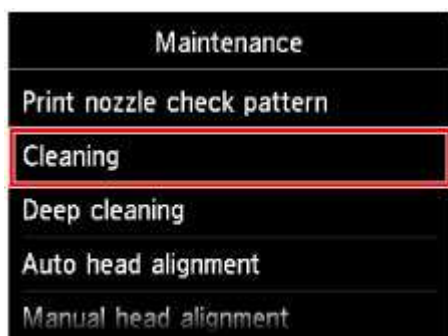 Maintenance
Print nozzle check pattern
Cleaning
Deep cleaning
Auto head alignment
Manual head alignment